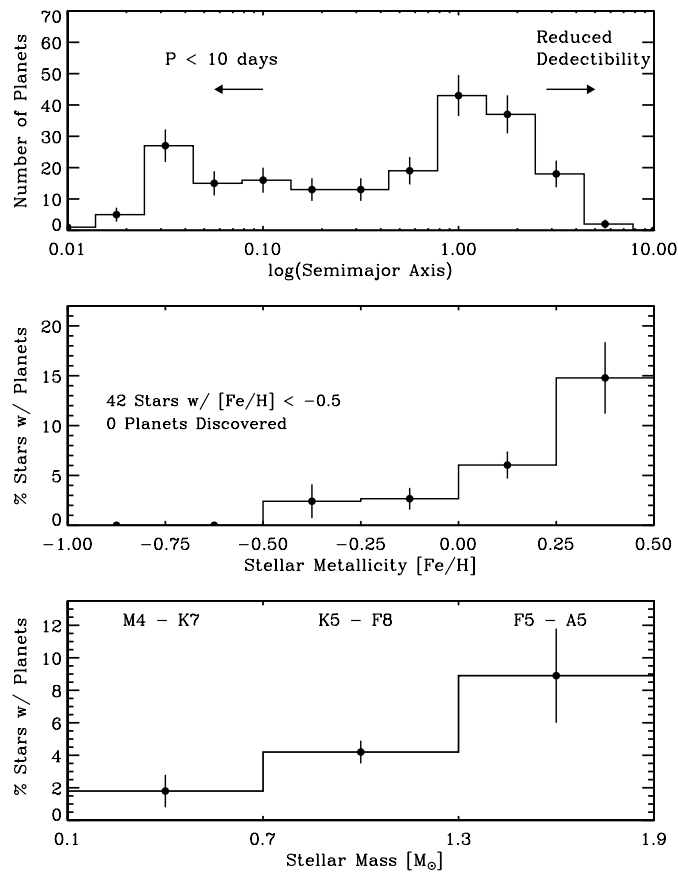 70
60
50
40
30
20
10
0
Number of Planets
P < 10 days
Reduced
Dedectibility
0.01 0.10 1.00 10.00
log(Semimajor Axis)
20
15
10
5
0
% Stars w/ Planets
42 Stars w/ [Fe/H] < −0.5
0 Planets Discovered
−1.00 −0.75 −0.50 −0.25 0.00 0.25 0.50
Stellar Metallicity [Fe/H]
12
10
8
6
4
2
0
% Stars w/ Planets
M4 − K7 K5 − F8 F5 − A5
0.1 0.7 1.3 1.9
Stellar Mass [M⊙]